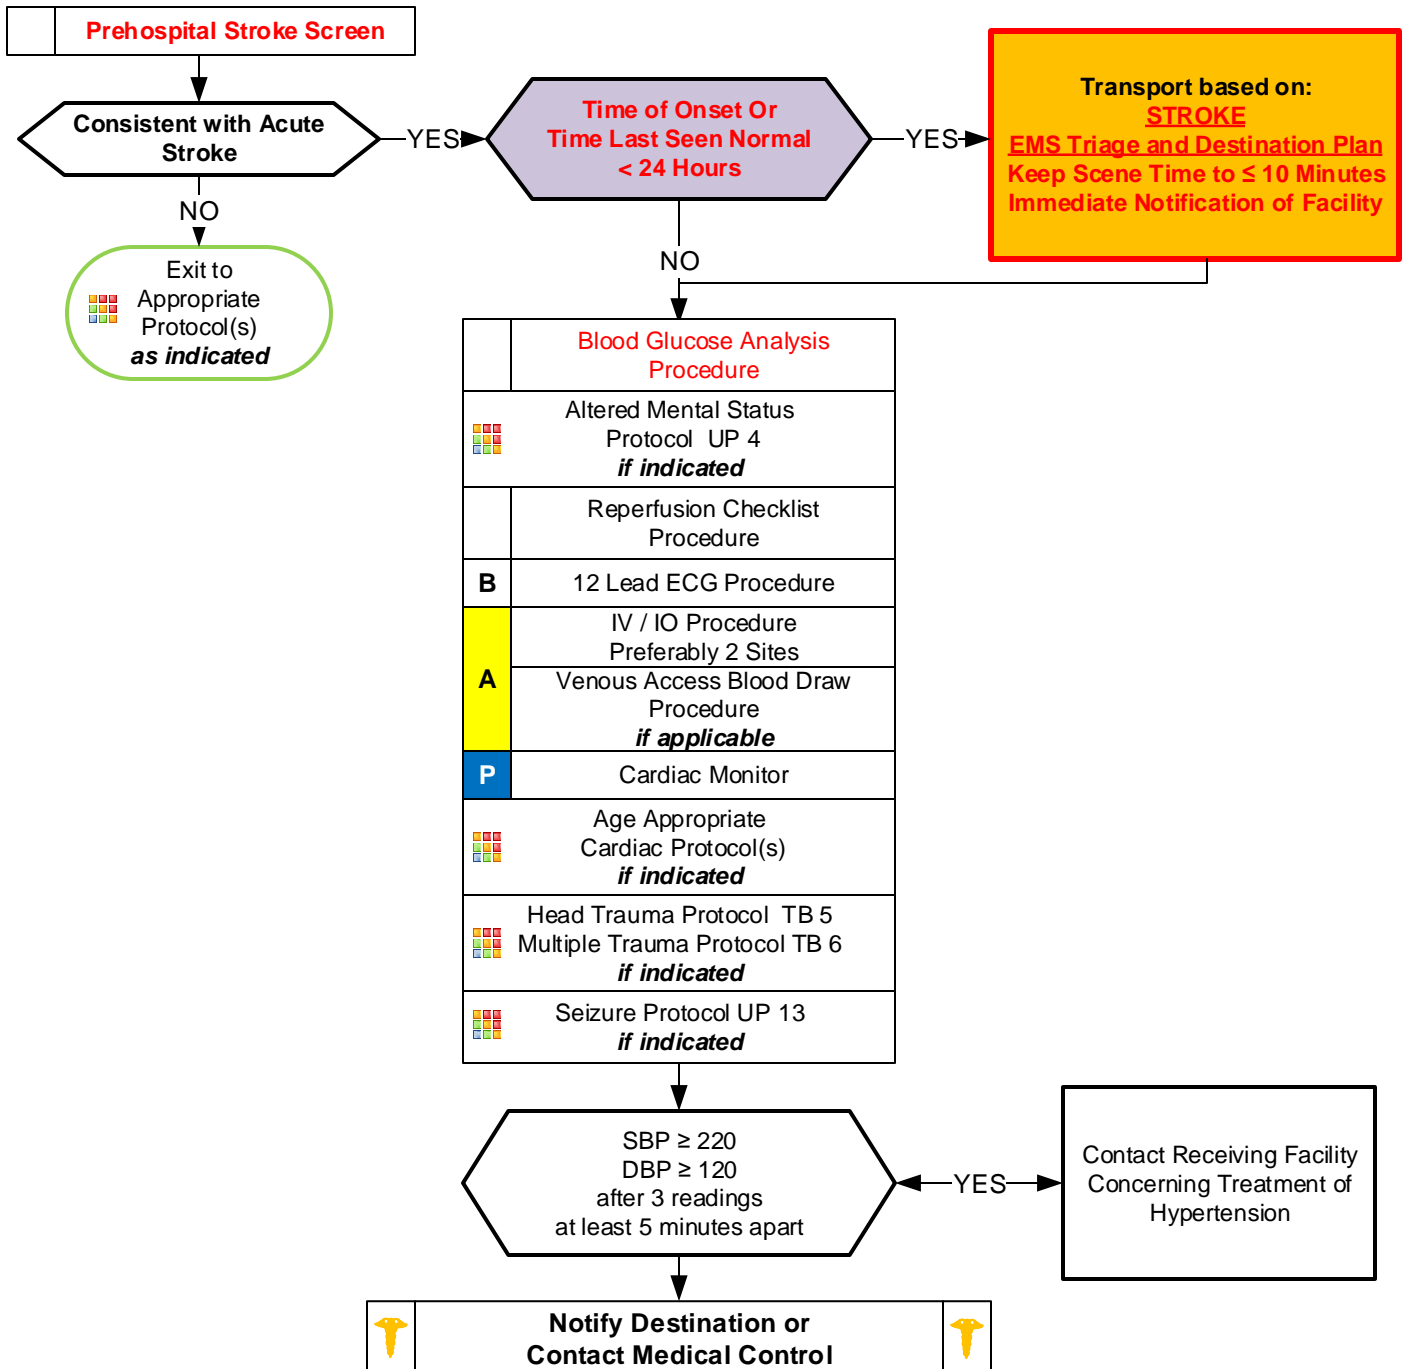 Prehospital Stroke Screen
Consistent with Acute
Stroke
YES
Time of Onset Or
Time Last Seen Normal
< 24 Hours
YES
Transport based on:
STROKE
EMS Triage and Destination Plan
Keep Scene Time to ≤ 10 Minutes
Immediate Notification of Facility
NO
Exit to
Appropriate
Protocol(s)
as indicated
NO
Blood Glucose Analysis
Procedure
Altered Mental Status
Protocol UP 4
if indicated
Reperfusion Checklist
Procedure
B
12 Lead ECG Procedure
A
IV / IO Procedure
Preferably 2 Sites
Venous Access Blood Draw
Procedure
if applicable
P
Cardiac Monitor
Age Appropriate
Cardiac Protocol(s)
if indicated
Head Trauma Protocol TB 5
Multiple Trauma Protocol TB 6
if indicated
Seizure Protocol UP 13
if indicated
SBP ≥ 220
DBP ≥ 120
after 3 readings
at least 5 minutes apart
YES
Contact Receiving Facility
Concerning Treatment of
Hypertension
Notify Destination or
Contact Medical Control